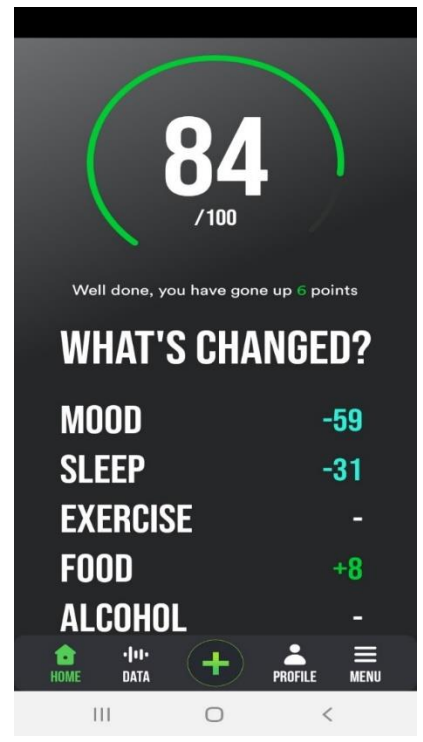 84
/100
Well done, you have gone up 6 points
WHAT'S CHANGED?
MOOD -59
SLEEP -31
EXERCISE -
FOOD +8
ALCOHOL -
HOME DATA + PROFILE MENU